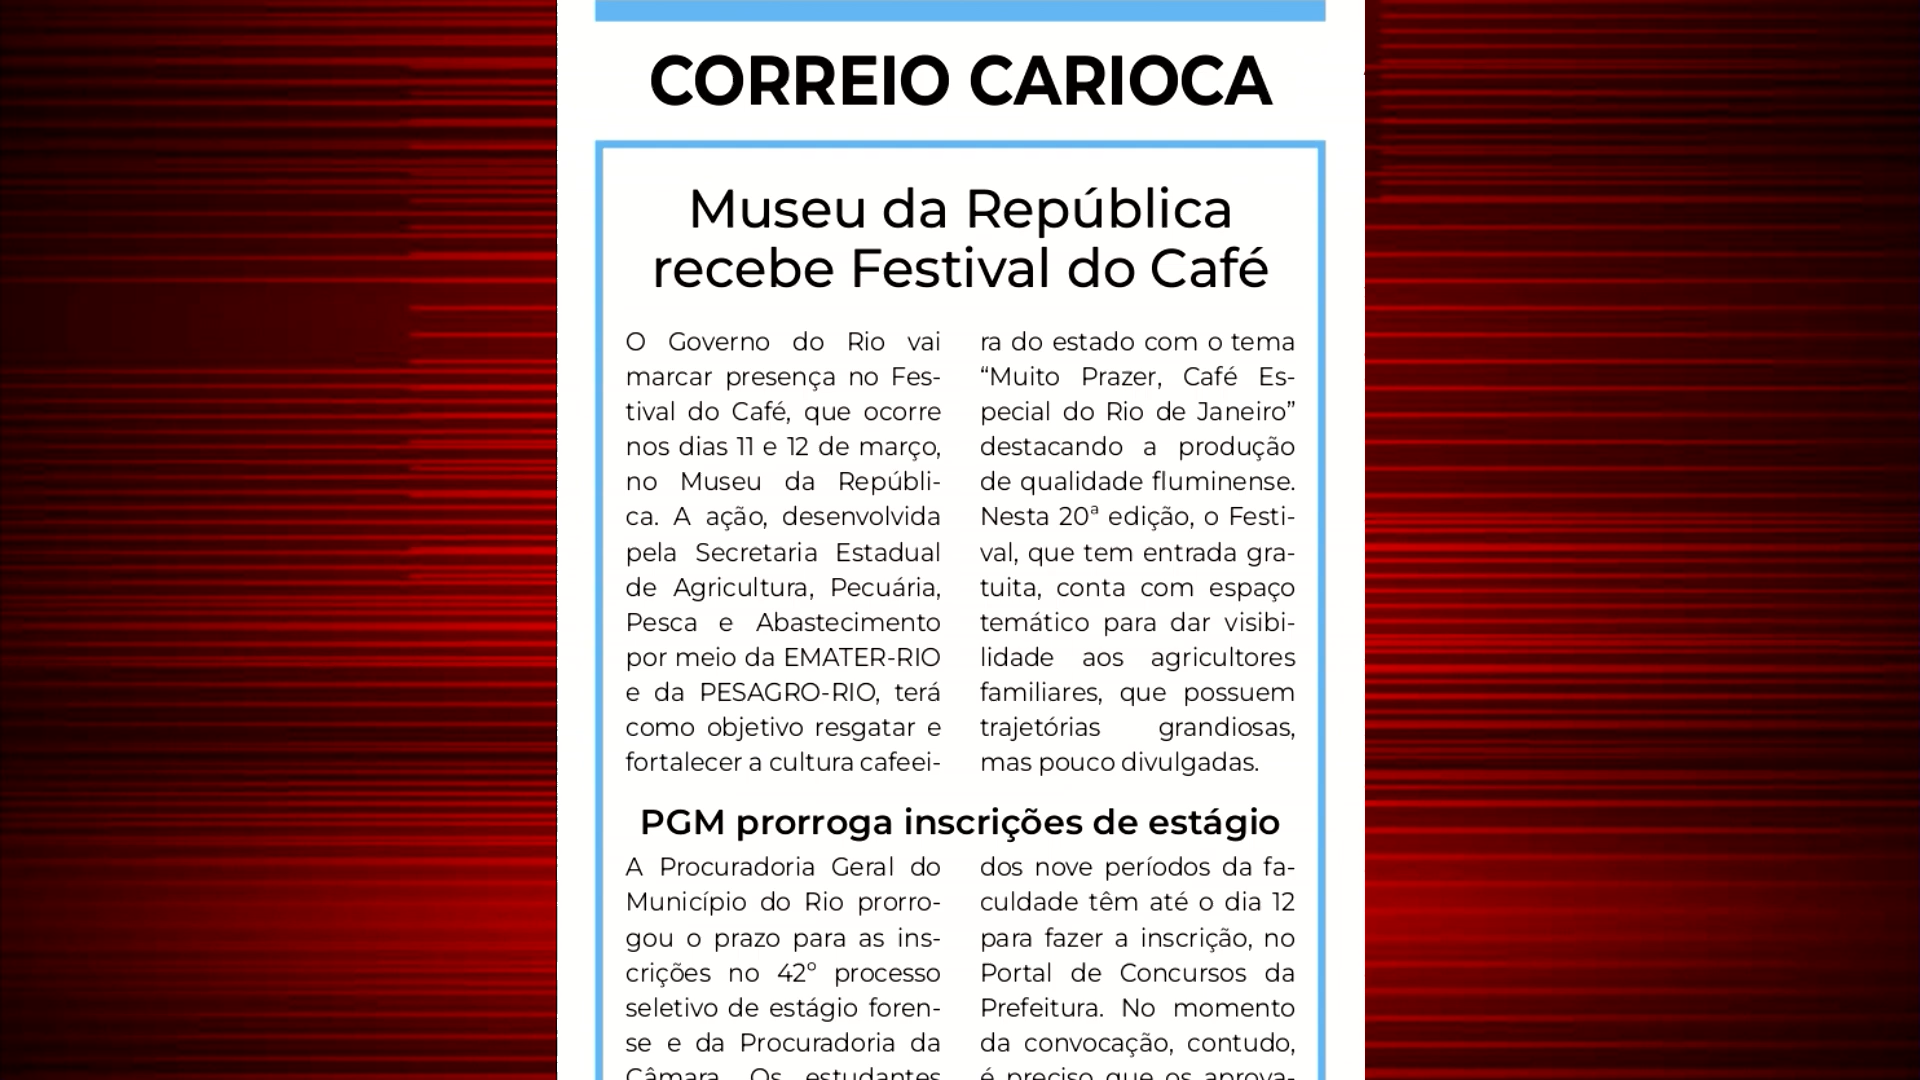 CORREIO CARIOCA
Museu da República
recebe Festival do Café
O Governo do Rio vai
marcar presença no Fes-
tival do Café, que ocorre
nos dias 11 e 12 de março,
no Museu da Repúbli-
ca. A ação, desenvolvida
pela Secretaria Estadual
de Agricultura, Pecuária,
Pesca e Abastecimento
por meio da EMATER-RIO
e da PESAGRO-RIO, terá
como objetivo resgatar e
fortalecer a cultura cafeei-
ra do estado com o tema
“Muito Prazer, Café Es-
pecial do Rio de Janeiro”
destacando a produção
de qualidade fluminense.
Nesta 20ª edição, o Festi-
val, que tem entrada gra-
tuita, conta com espaço
temático para dar visibi-
lidade aos agricultores
familiares, que possuem
trajetórias grandiosas,
mas pouco divulgadas.
PGM prorroga inscrições de estágio
A Procuradoria Geral do
Município do Rio prorro-
gou o prazo para as ins-
crições no 42º processo
seletivo de estágio foren-
se e da Procuradoria da
Câmara. Os estudantes
dos nove períodos da fa-
culdade têm até o dia 12
para fazer a inscrição, no
Portal de Concursos da
Prefeitura. No momento
da convocação, contudo,
é preciso que os aprova-